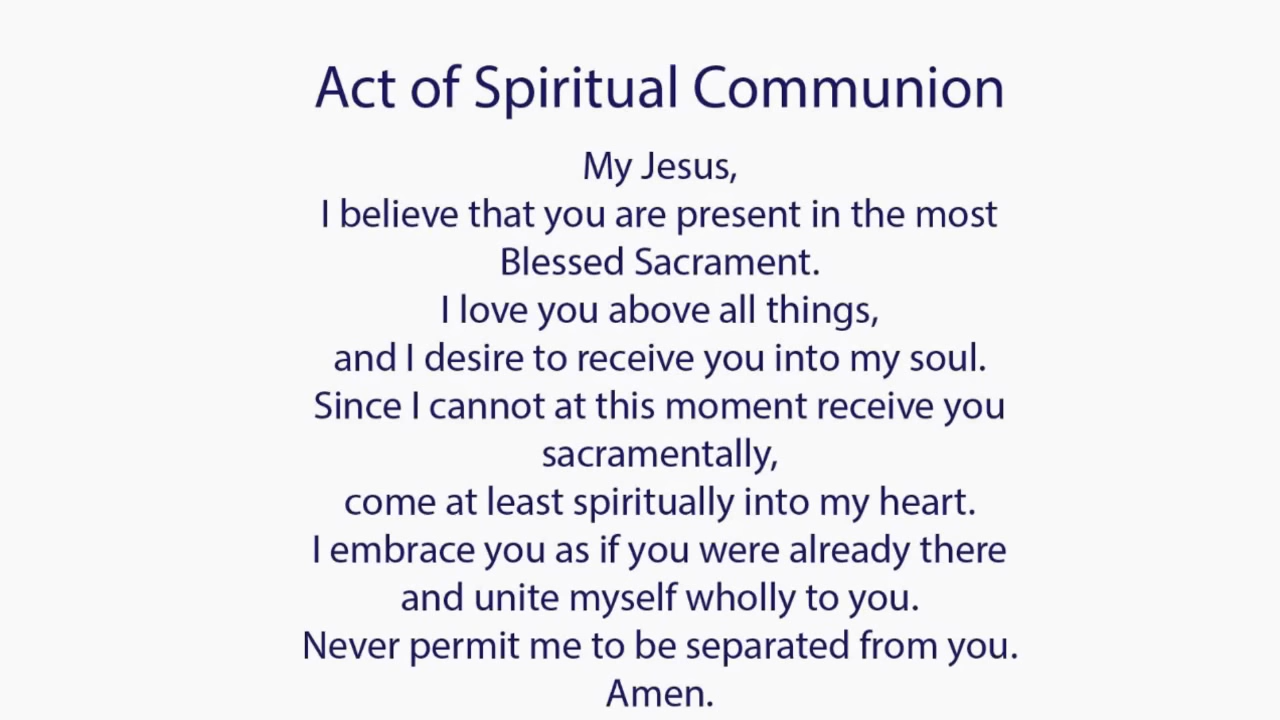 Act of Spiritual Communion
My Jesus,
I believe that you are present in the most
Blessed Sacrament.
I love you above all things,
and I desire to receive you into my soul.
Since I cannot at this moment receive you
sacramentally,
come at least spiritually into my heart.
I embrace you as if you were already there
and unite myself wholly to you.
Never permit me to be separated from you.
Amen.